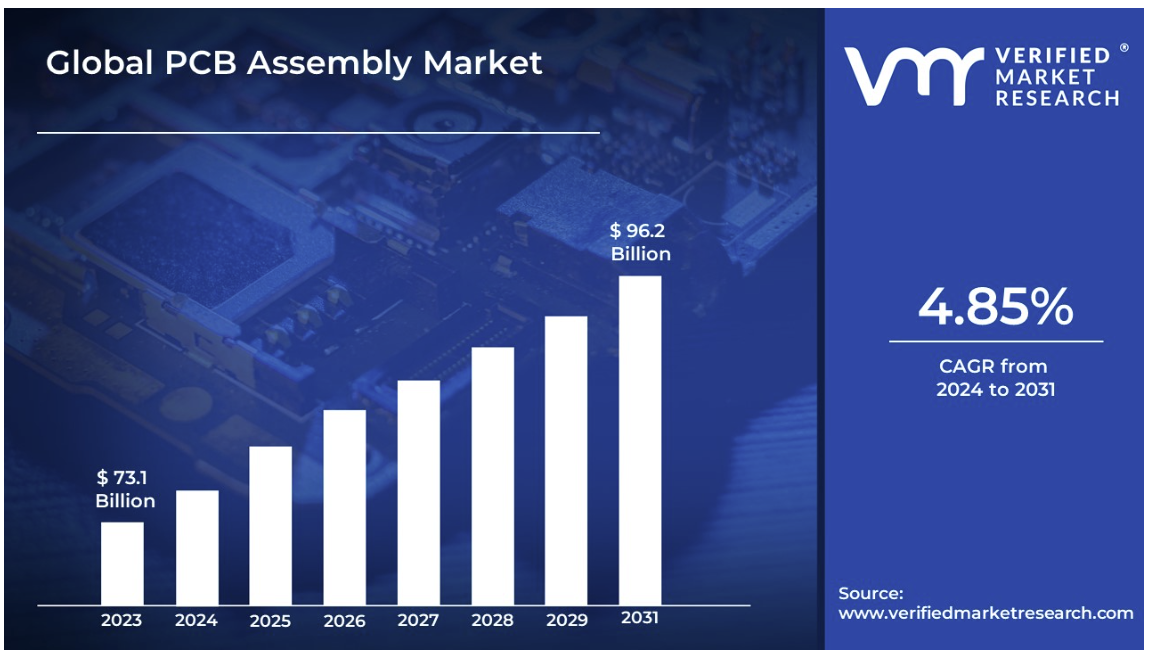 Global PCB Assembly Market
vmr
VERIFIED ®
MARKET
RESEARCH
$ 96.2
Billion
4.85%
CAGR from
2024 to 2031
$ 73.1
Billion
2023 2024 2025 2026 2027 2028 2029 2031
Source:
www.verifiedmarketresearch.com